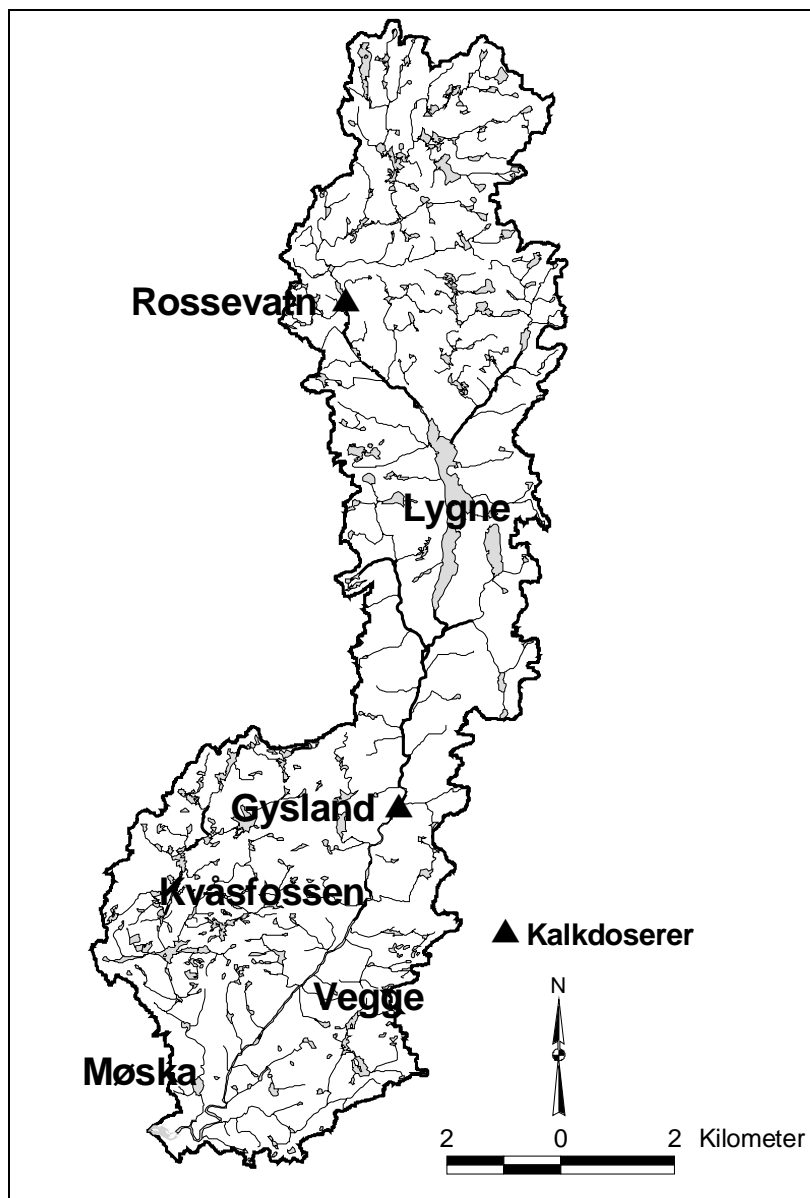 Rossevatn
Lygne
Gysland
Kvåsfossen
Kalkdoserer
Vegge
N
Møska
2 0 2 Kilometer